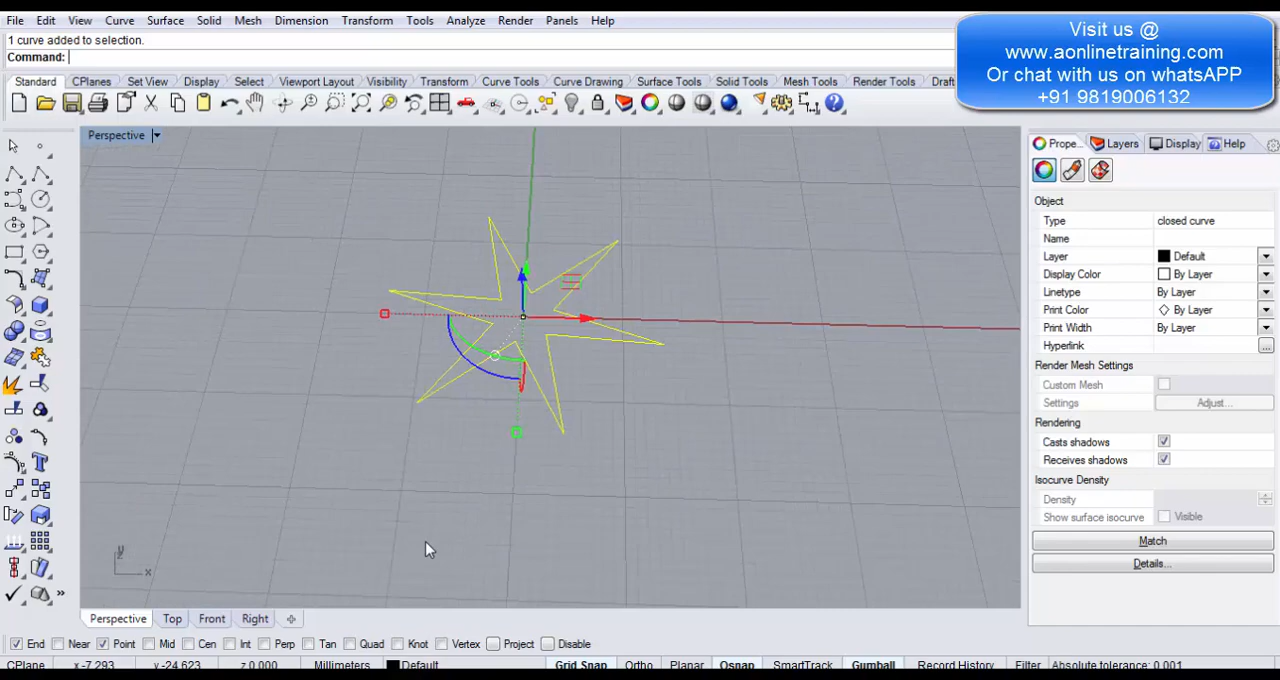 File Edit View Curve Surface Solid Mesh Dimension Transform Tools Analyze Render Panels Help
1 curve added to selection.
Command:
Visit us @
www.aonlinetraining.com
Or chat with us on whatsAPP
+91 9819006132
Standard CPlanes Set View Display Select Viewport Layout Visibility Transform Curve Tools Curve Drawing Surface Tools Solid Tools Mesh Tools Render Tools Draft
Perspective
Prope... Layers Display Help
Object
Type closed curve
Name
Layer Default
Display Color By Layer
Linetype By Layer
Print Color By Layer
Print Width By Layer
Hyperlink ...
Render Mesh Settings
Custom Mesh
Settings Adjust...
Rendering
Casts shadows
Receives shadows
Isocurve Density
Density
Show surface isocurve Visible
Match
Details...
y
x
Perspective Top Front Right
End Near Point Mid Cen Int Perp Tan Quad Knot Vertex Project Disable
CPlane x -7.293 y -24.623 z 0.000 Millimeters Default Grid Snap Ortho Planar Osnap SmartTrack Gumball Record History Filter Absolute tolerance: 0.001